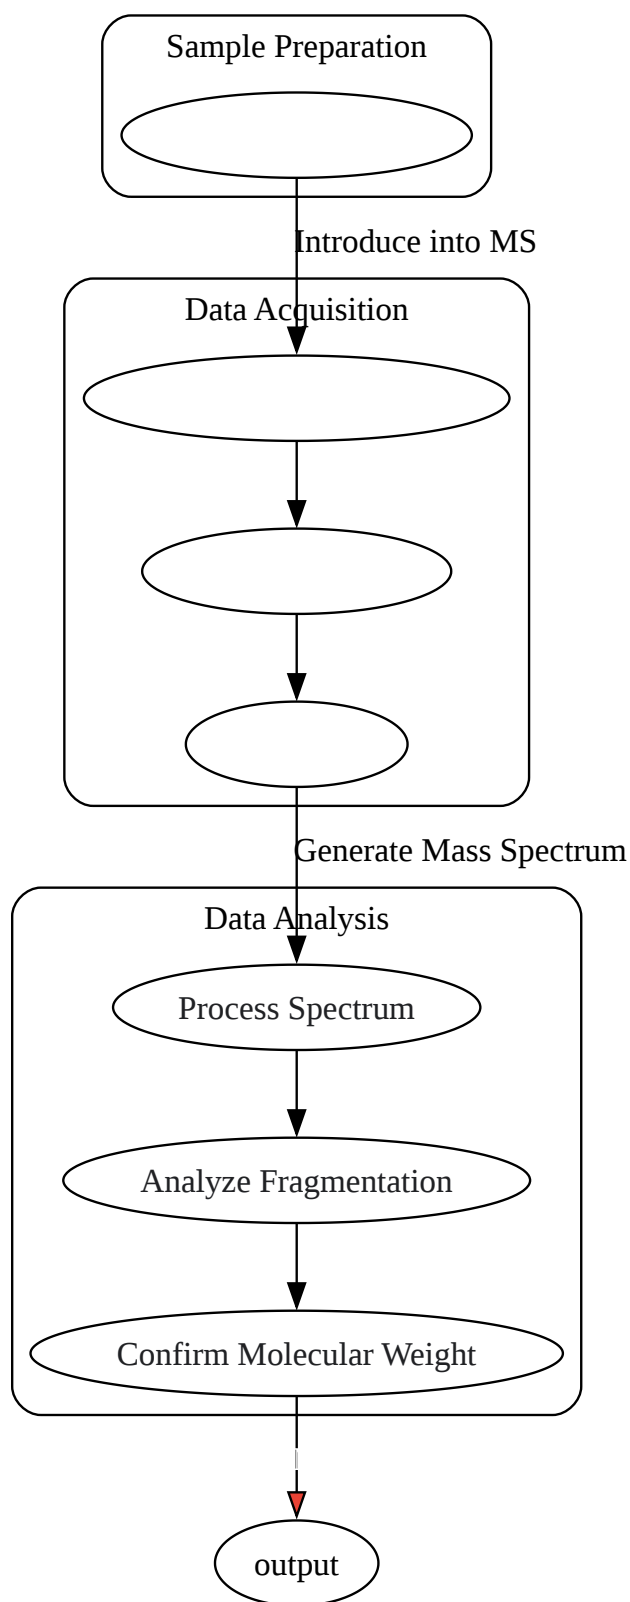 Sample Preparation
Introduce into MS
Data Acquisition
Generate Mass Spectrum
Data Analysis
Process Spectrum
Analyze Fragmentation
Confirm Molecular Weight
output